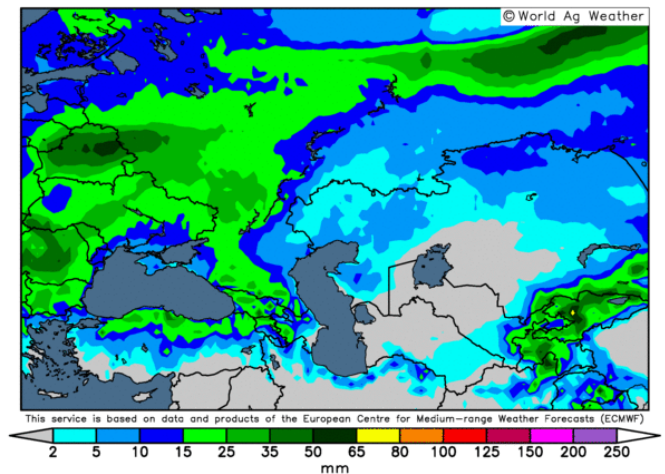 © World Ag Weather
This service is based on data and products of the European Centre for Medium-range Weather Forecasts (ECMWF)
2 5 10 15 25 35 50 65 80 100 125 150 200 250
mm